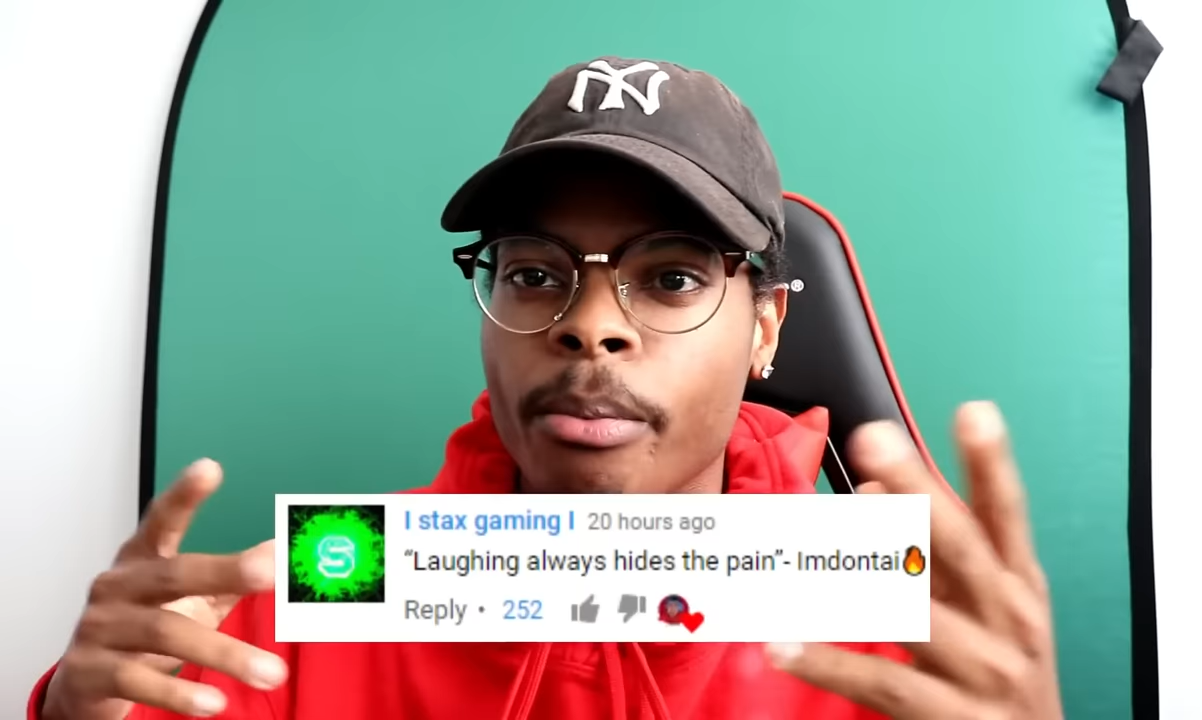 NY
®
I stax gaming I 20 hours ago
“Laughing always hides the pain”- Imdontai🔥
Reply • 252